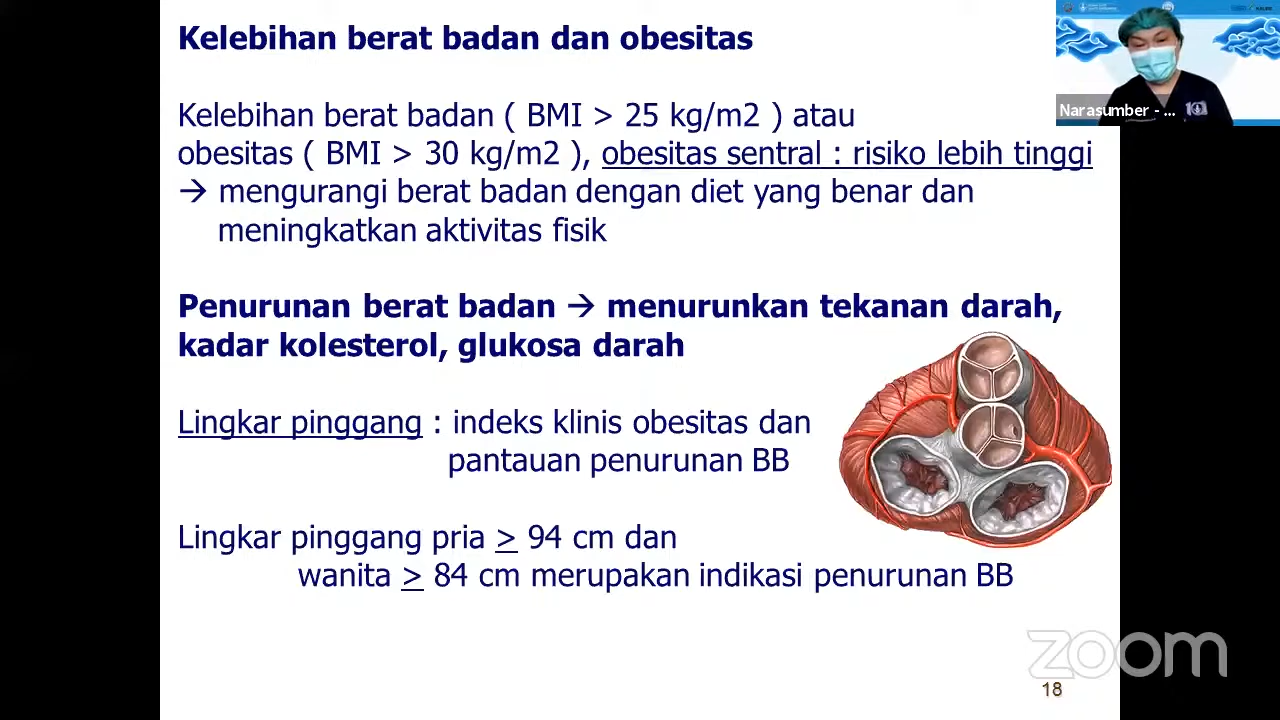 Kelebihan berat badan dan obesitas
Kelebihan berat badan ( BMI > 25 kg/m2 ) atau
obesitas ( BMI > 30 kg/m2 ), obesitas sentral : risiko lebih tinggi
→ mengurangi berat badan dengan diet yang benar dan
meningkatkan aktivitas fisik
Penurunan berat badan → menurunkan tekanan darah,
kadar kolesterol, glukosa darah
Lingkar pinggang : indeks klinis obesitas dan
pantauan penurunan BB
Lingkar pinggang pria > 94 cm dan
wanita > 84 cm merupakan indikasi penurunan BB
Narasumber - ...
zoom
18